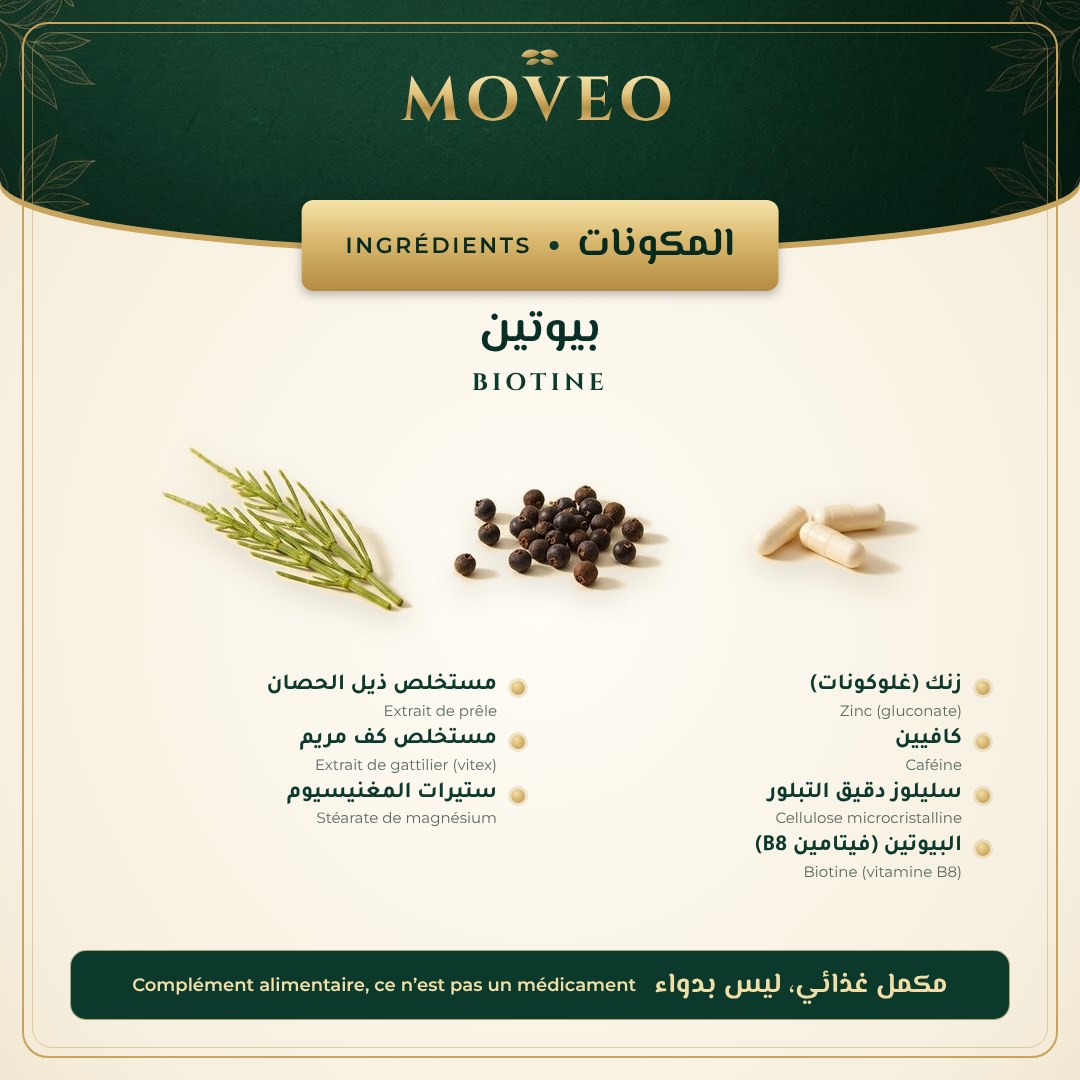 MOVEO
المكونات • INGRÉDIENTS
بيوتين
BIOTINE
زنك (غلوكونات)
Zinc (gluconate)
كافيين
Caféine
سليلوز دقيق التبلور
Cellulose microcristalline
البيوتين (فيتامين B8)
Biotine (vitamine B8)
مستخلص ذيل الحصان
Extrait de prêle
مستخلص كف مريم
Extrait de gattilier (vitex)
ستيرات المغنيسيوم
Stéarate de magnésium
مكمل غذائي، ليس بدواء Complément alimentaire, ce n’est pas un médicament